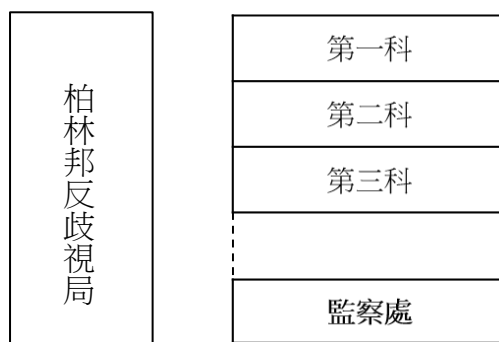 柏林邦反歧視局
第一科
第二科
第三科
監察處